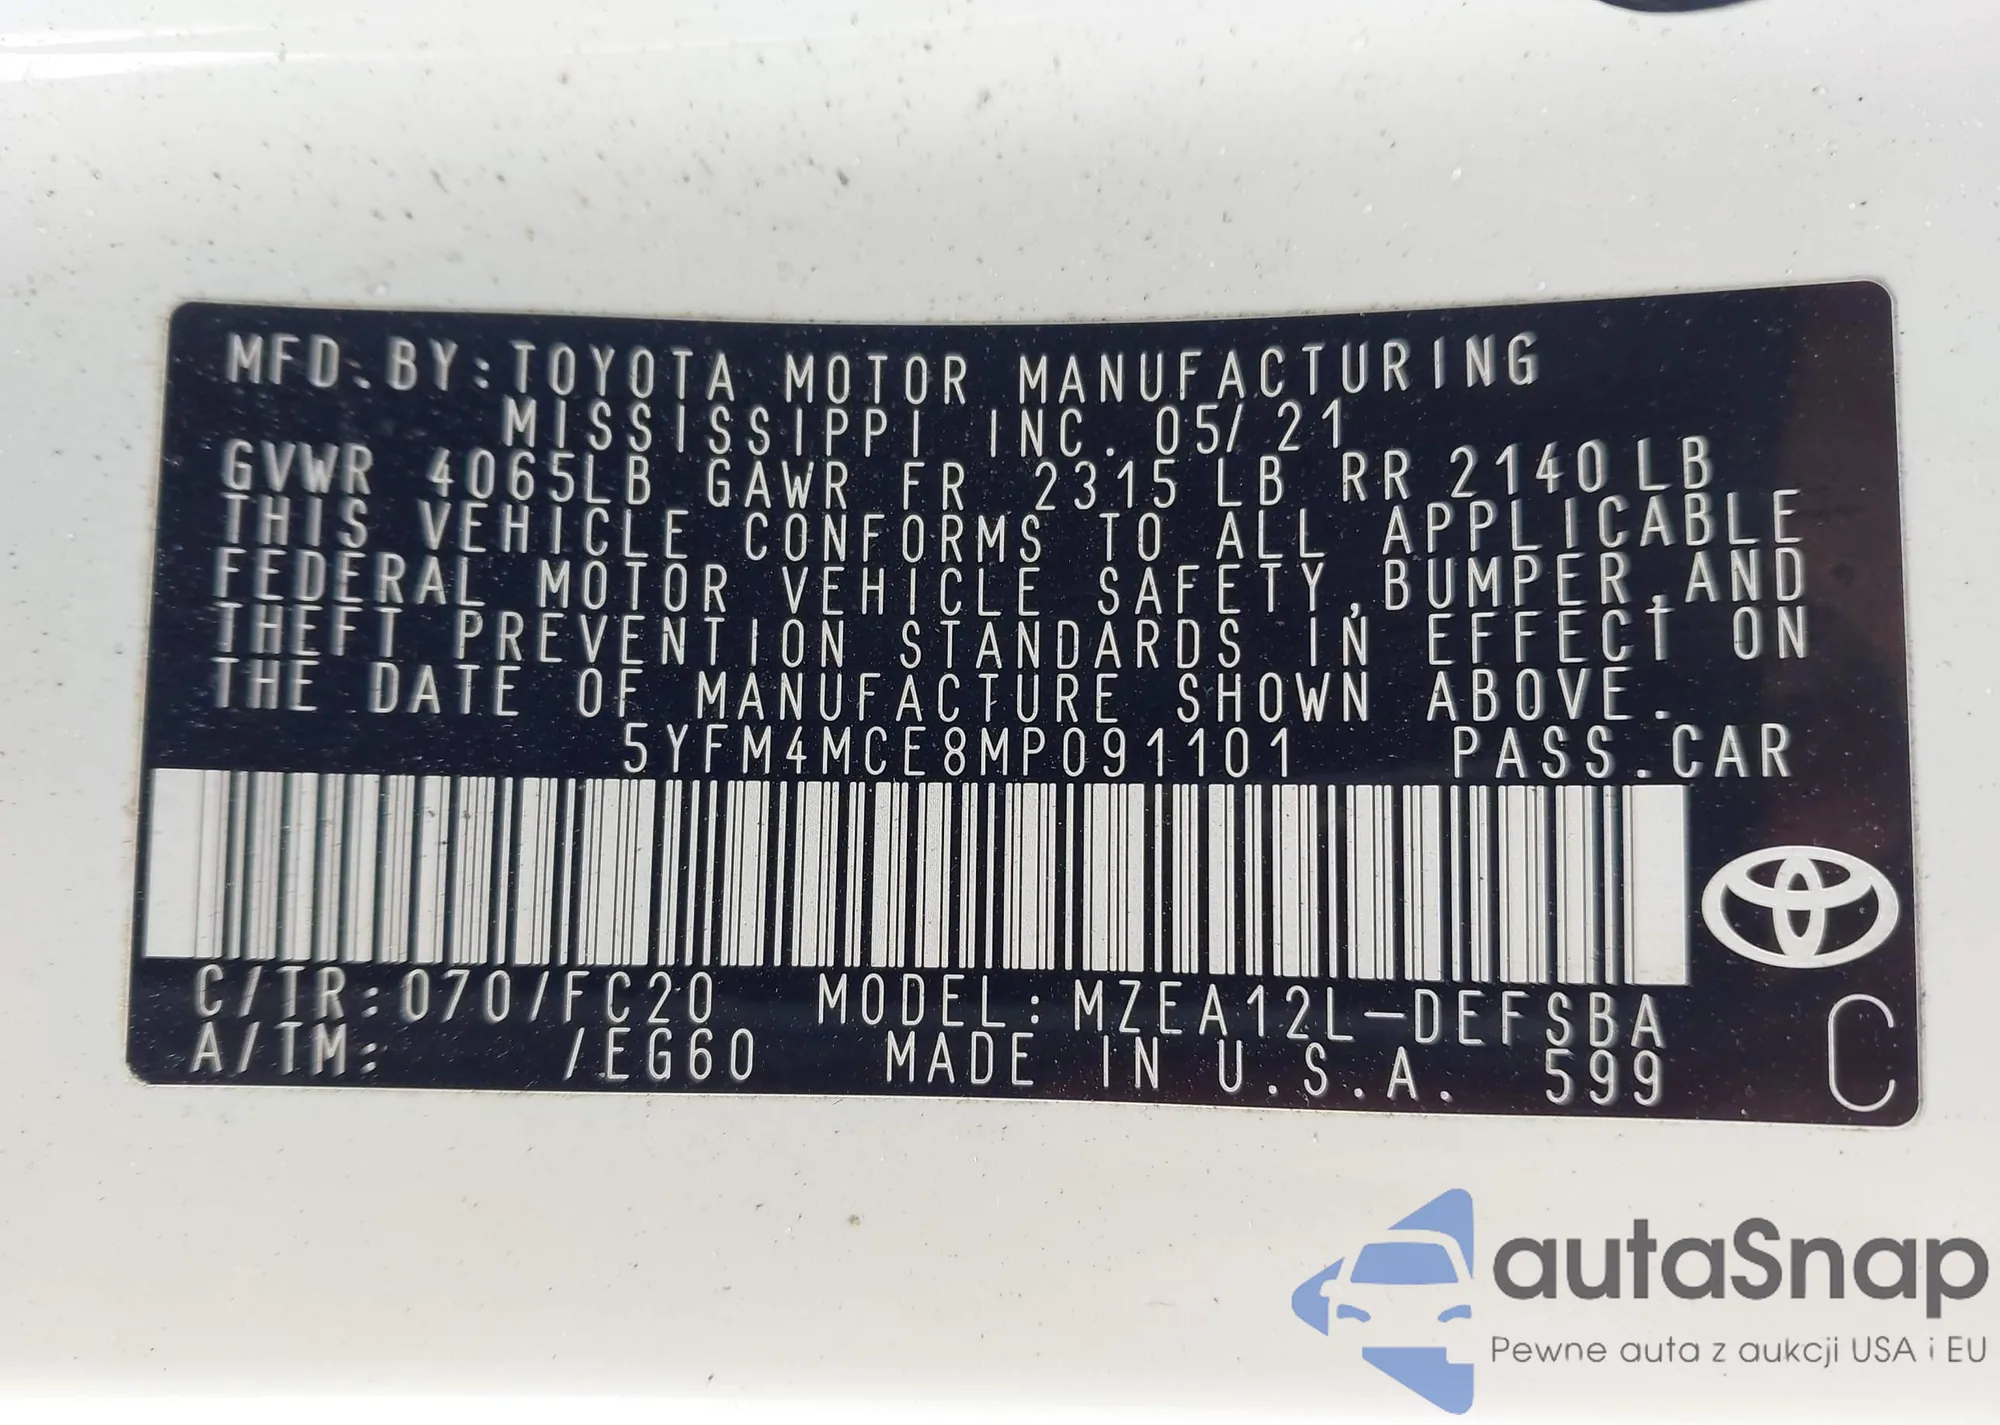 MFD. BY: TOYOTA MOTOR MANUFACTURING
MISSISSIPPI INC. 05/21
GVWR 4065LB GAWR FR 2315 LB RR 2140 LB
THIS VEHICLE CONFORMS TO ALL APPLICABLE
FEDERAL MOTOR VEHICLE SAFETY, BUMPER, AND
THEFT PREVENTION STANDARDS IN EFFECT ON
THE DATE OF MANUFACTURE SHOWN ABOVE.
5YFM4MCE8MP091101 PASS. CAR
C/TR: 070/FC20 MODEL: MZEA12L-DEFSBA
A/TM: /EG60 MADE IN U.S.A. 599
C
autaSnap
Pewne auta z aukcji USA i EU